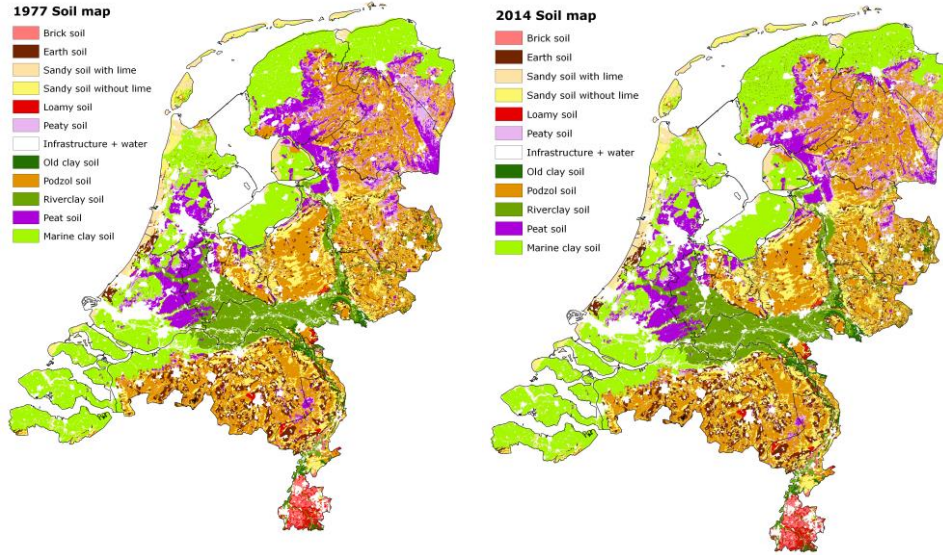 1977 Soil map
Brick soil
Earth soil
Sandy soil with lime
Sandy soil without lime
Loamy soil
Peaty soil
Infrastructure + water
Old clay soil
Podzol soil
Riverclay soil
Peat soil
Marine clay soil
2014 Soil map
Brick soil
Earth soil
Sandy soil with lime
Sandy soil without lime
Loamy soil
Peaty soil
Infrastructure + water
Old clay soil
Podzol soil
Riverclay soil
Peat soil
Marine clay soil